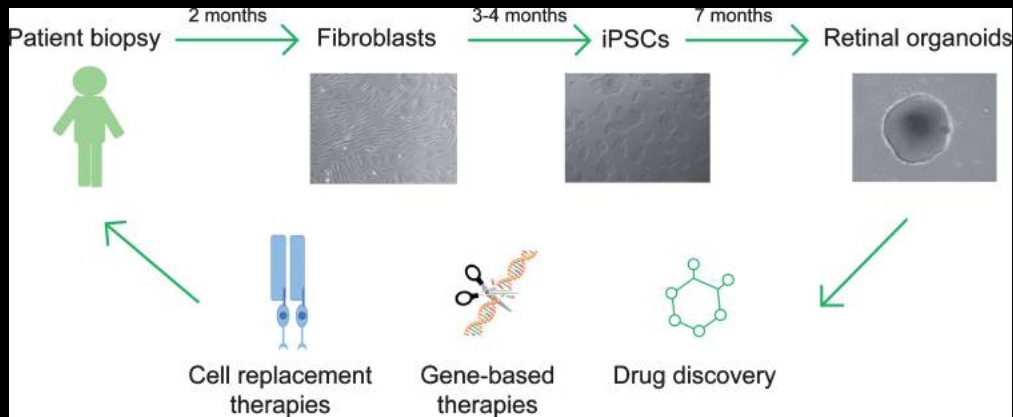 2 months
3-4 months
7 months
Patient biopsy
Fibroblasts
iPSCs
Retinal organoids
Cell replacement
therapies
Gene-based
therapies
Drug discovery